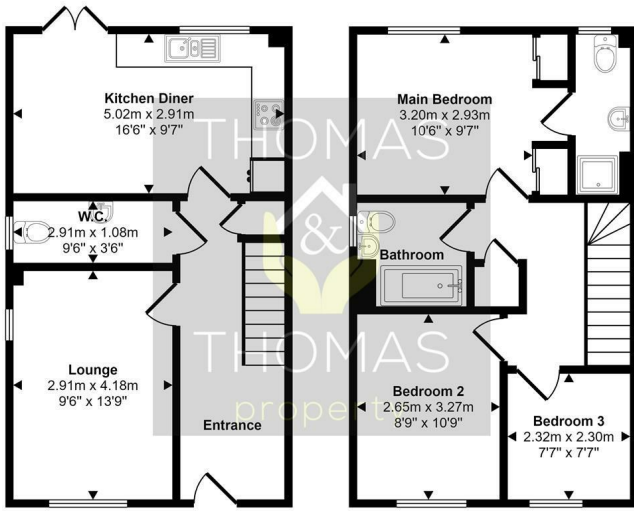 Kitchen Diner
5.02m x 2.91m
16'6" x 9'7"
W.C.
2.91m x 1.08m
9'6" x 3'6"
Lounge
2.91m x 4.18m
9'6" x 13'9"
Entrance
Main Bedroom
3.20m x 2.93m
10'6" x 9'7"
Bathroom
Bedroom 2
2.65m x 3.27m
8'9" x 10'9"
Bedroom 3
2.32m x 2.30m
7'7" x 7'7"
THOMAS
&
THOMAS
property